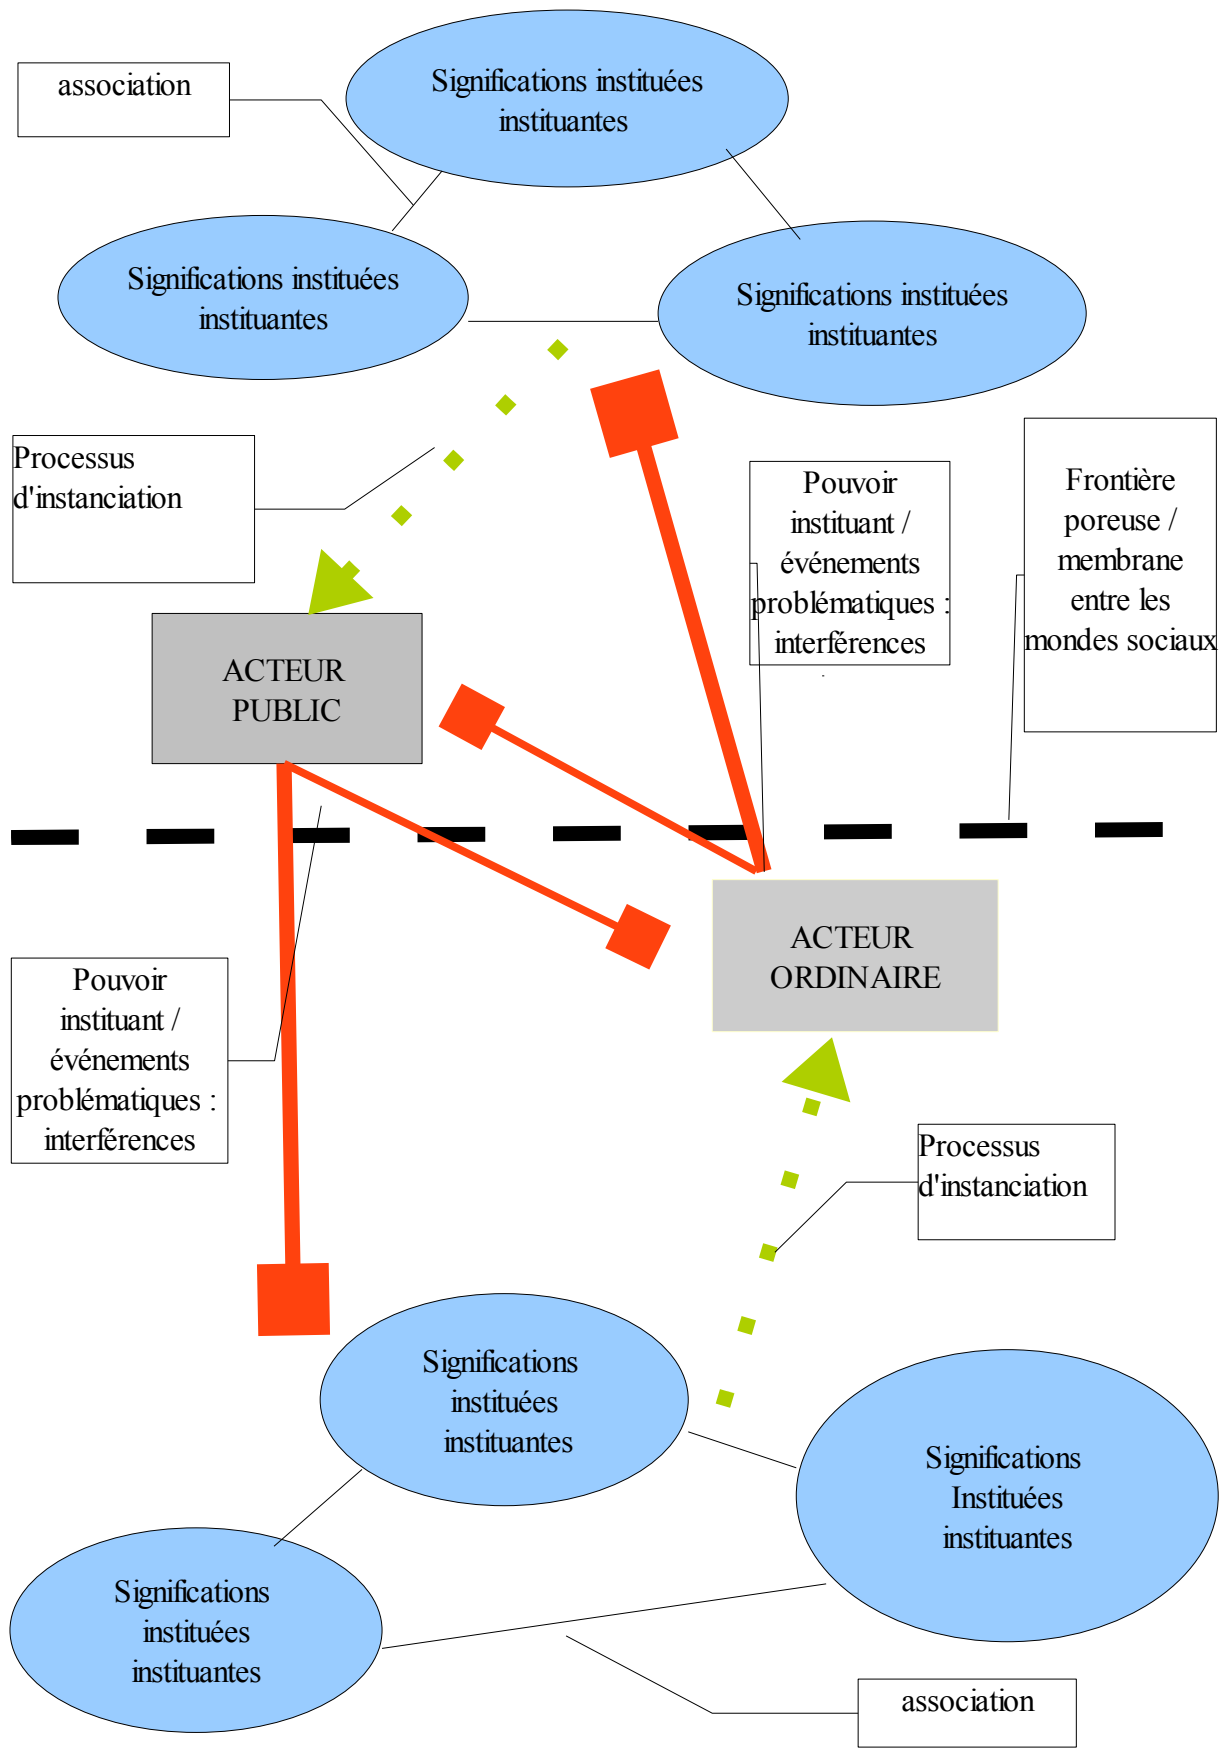 association
Significations instituées
instituantes
Significations instituées
instituantes
Significations instituées
instituantes
Processus
d'instanciation
Pouvoir
instituant /
événements
problématiques :
interférences
Frontière
poreuse /
membrane
entre les
mondes sociaux
ACTEUR
PUBLIC
ACTEUR
ORDINAIRE
Pouvoir
instituant /
événements
problématiques :
interférences
Processus
d'instanciation
Significations
instituées
instituantes
Significations
Instituées
instituantes
Significations
instituées
instituantes
association